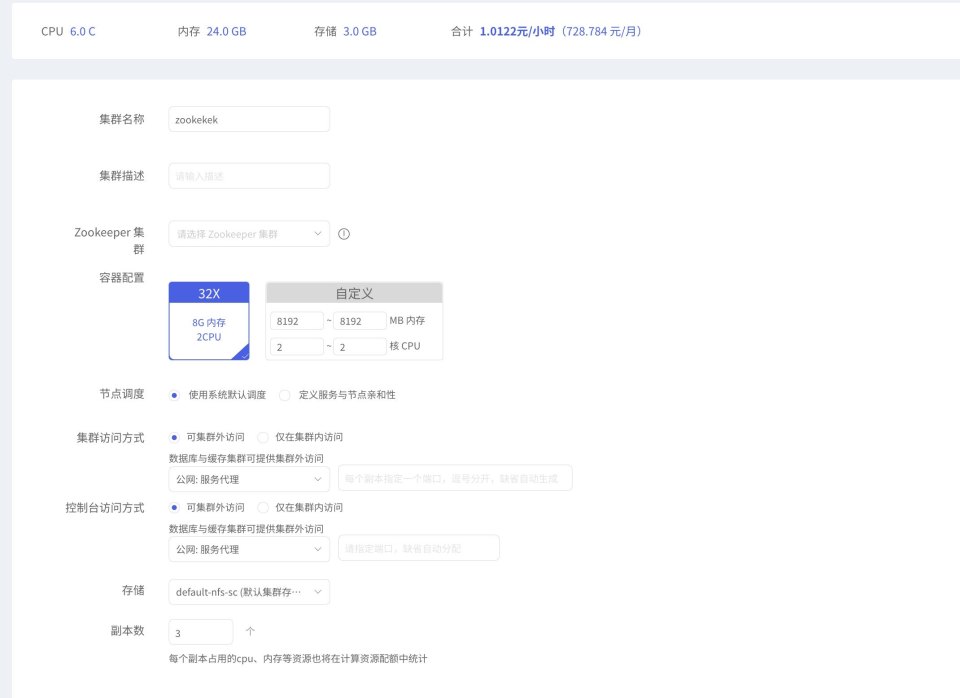 CPU 6.0 C 内存 24.0 GB 存储 3.0 GB 合计 1.0122元/小时（728.784 元/月）
集群名称 zookekek
集群描述 请输入描述
Zookeeper 集
群 请选择 Zookeeper 集群
容器配置
32X 自定义
8G 内存
2CPU
8192 ~ 8192 MB 内存
2 ~ 2 核 CPU
节点调度 使用系统默认调度 定义服务与节点亲和性
集群访问方式 可集群外访问 仅在集群内访问
数据库与缓存集群可提供集群外访问
公网: 服务代理 每个副本指定一个端口，逗号分开，缺省自动生成
控制台访问方式 可集群外访问 仅在集群内访问
数据库与缓存集群可提供集群外访问
公网: 服务代理 请指定端口，缺省自动分配
存储 default-nfs-sc (默认集群存···
副本数 3 个
每个副本占用的cpu、内存等资源也将在计算资源配额中统计